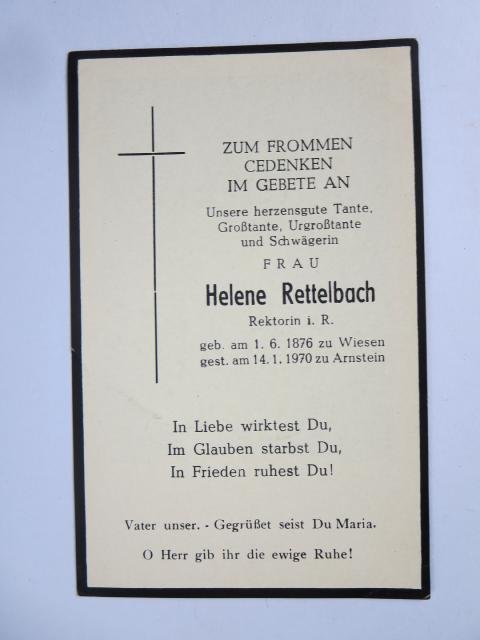 ZUM FROMMEN
CEDENKEN
IM GEBETE AN
Unsere herzensgute Tante,
Großtante, Urgroßtante
und Schwägerin
FRAU
Helene Rettelbach
Rektorin i. R.
geb. am 1. 6. 1876 zu Wiesen
gest. am 14. 1. 1970 zu Arnstein
In Liebe wirktest Du,
Im Glauben starbst Du,
In Frieden ruhest Du!
Vater unser. - Gegrüßet seist Du Maria.
O Herr gib ihr die ewige Ruhe!